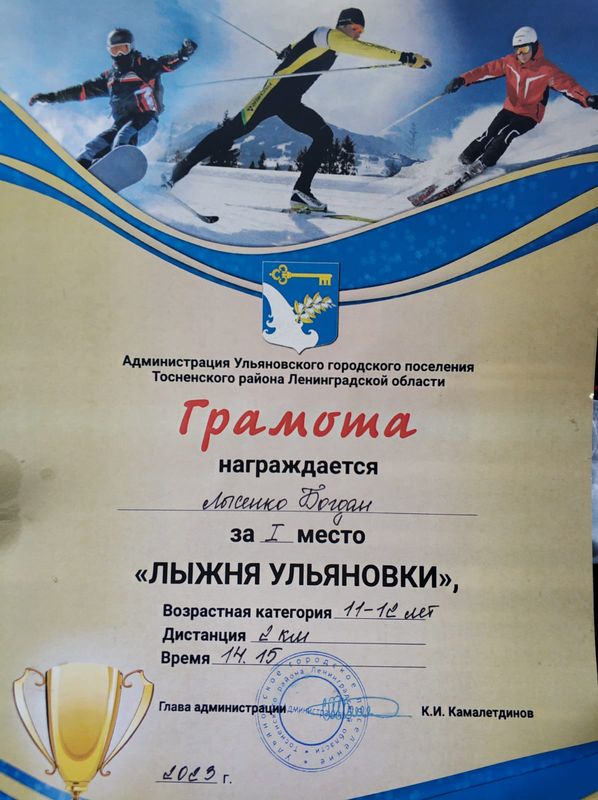 Администрация Ульяновского городского поселения
Тосненского района Ленинградской области
Грамота
награждается
Лысенко Богдан
за I место
«ЛЫЖНЯ УЛЬЯНОВКИ»,
Возрастная категория 11-12 лет
Дистанция 2 км
Время 14.15
Глава администрации К.И. Камалетдинов
2023 г.